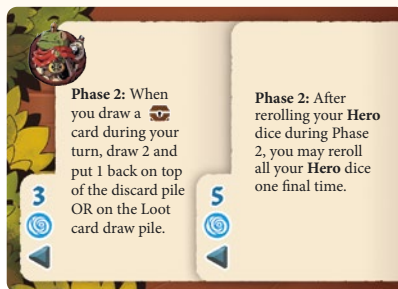 Phase 2: When
you draw a
card during your
turn, draw 2 and
put 1 back on top
of the discard pile
OR on the Loot
card draw pile.
3
Phase 2: After
rerolling your Hero
dice during Phase
2, you may reroll
all your Hero dice
one final time.
5